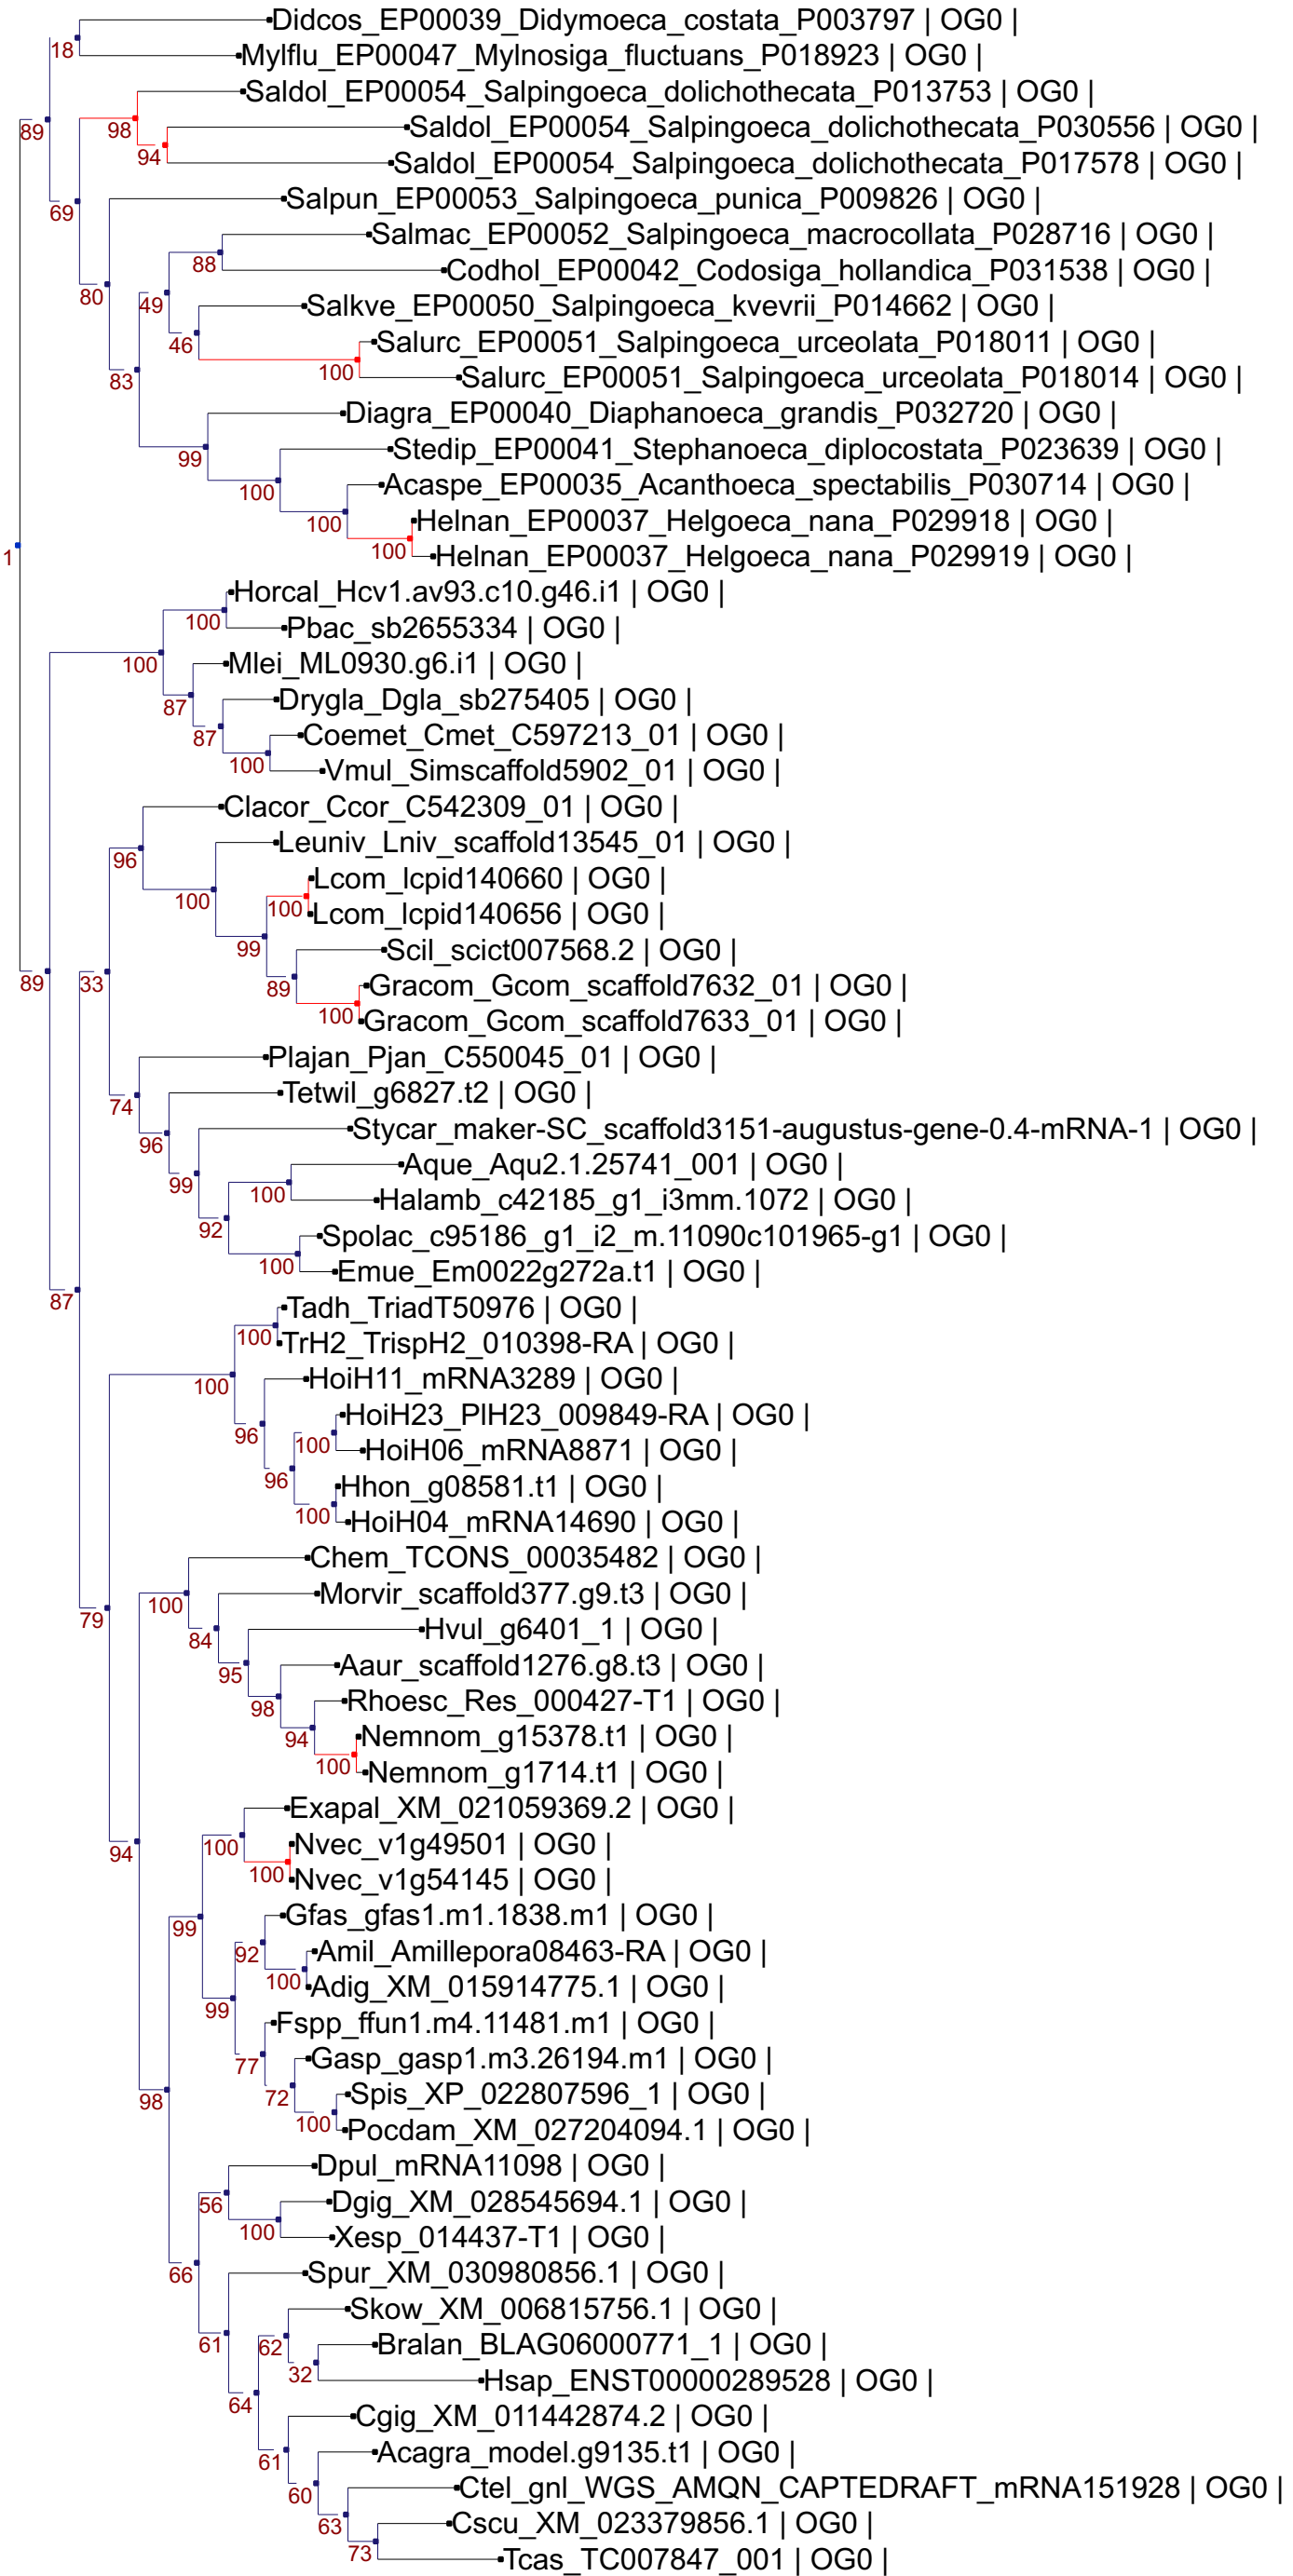 Didcos_EP00039_Didymoeca_costata_P003797 | OG0 |
18
Mylflu_EP00047_Mylnosiga_fluctuans_P018923 | OG0 |
Saldol_EP00054_Salpingoeca_dolichothecata_P013753 | OG0 |
89
98
Saldol_EP00054_Salpingoeca_dolichothecata_P030556 | OG0 |
94
Saldol_EP00054_Salpingoeca_dolichothecata_P017578 | OG0 |
69
Salpun_EP00053_Salpingoeca_punica_P009826 | OG0 |
Salmac_EP00052_Salpingoeca_macrocollata_P028716 | OG0 |
88
Codhol_EP00042_Codosiga_hollandica_P031538 | OG0 |
80
49
Salkve_EP00050_Salpingoeca_kvevrii_P014662 | OG0 |
46
Salurc_EP00051_Salpingoeca_urceolata_P018011 | OG0 |
100
83
Salurc_EP00051_Salpingoeca_urceolata_P018014 | OG0 |
Diagra_EP00040_Diaphanoeca_grandis_P032720 | OG0 |
99
Stedip_EP00041_Stephanoeca_diplocostata_P023639 | OG0 |
100
Acaspe_EP00035_Acanthoeca_spectabilis_P030714 | OG0 |
100
Helnan_EP00037_Helgoeca_nana_P029918 | OG0 |
100
1
Helnan_EP00037_Helgoeca_nana_P029919 | OG0 |
Horcal_Hcv1.av93.c10.g46.i1 | OG0 |
100
Pbac_sb2655334 | OG0 |
100
Mlei_ML0930.g6.i1 | OG0 |
87
Drygla_Dgla_sb275405 | OG0 |
87
Coemet_Cmet_C597213_01 | OG0 |
100
Vmul_Simscaffold5902_01 | OG0 |
Clacor_Ccor_C542309_01 | OG0 |
96
Leuniv_Lniv_scaffold13545_01 | OG0 |
100
Lcom_lcpid140660 | OG0 |
100
Lcom_lcpid140656 | OG0 |
99
Scil_scict007568.2 | OG0 |
89
33
89
Gracom_Gcom_scaffold7632_01 | OG0 |
100
Gracom_Gcom_scaffold7633_01 | OG0 |
Plajan_Pjan_C550045_01 | OG0 |
74
Tetwil_g6827.t2 | OG0 |
96
Stycar_maker-SC_scaffold3151-augustus-gene-0.4-mRNA-1 | OG0 |
99
Aque_Aqu2.1.25741_001 | OG0 |
100
Halamb_c42185_g1_i3mm.1072 | OG0 |
92
Spolac_c95186_g1_i2_m.11090c101965-g1 | OG0 |
100
Emue_Em0022g272a.t1 | OG0 |
87
Tadh_TriadT50976 | OG0 |
100
TrH2_TrispH2_010398-RA | OG0 |
100
HoiH11_mRNA3289 | OG0 |
96
HoiH23_PlH23_009849-RA | OG0 |
100
HoiH06_mRNA8871 | OG0 |
96
Hhon_g08581.t1 | OG0 |
100
HoiH04_mRNA14690 | OG0 |
Chem_TCONS_00035482 | OG0 |
100
Morvir_scaffold377.g9.t3 | OG0 |
79
84
Hvul_g6401_1 | OG0 |
95
Aaur_scaffold1276.g8.t3 | OG0 |
98
Rhoesc_Res_000427-T1 | OG0 |
94
Nemnom_g15378.t1 | OG0 |
100
Nemnom_g1714.t1 | OG0 |
Exapal_XM_021059369.2 | OG0 |
94
100
Nvec_v1g49501 | OG0 |
100
Nvec_v1g54145 | OG0 |
Gfas_gfas1.m1.1838.m1 | OG0 |
99
92
Amil_Amillepora08463-RA | OG0 |
100
Adig_XM_015914775.1 | OG0 |
99
Fspp_ffun1.m4.11481.m1 | OG0 |
77
Gasp_gasp1.m3.26194.m1 | OG0 |
72
98
Spis_XP_022807596_1 | OG0 |
100
Pocdam_XM_027204094.1 | OG0 |
Dpul_mRNA11098 | OG0 |
56
Dgig_XM_028545694.1 | OG0 |
100
Xesp_014437-T1 | OG0 |
66
Spur_XM_030980856.1 | OG0 |
Skow_XM_006815756.1 | OG0 |
61
62
Bralan_BLAG06000771_1 | OG0 |
32
Hsap_ENST00000289528 | OG0 |
64
Cgig_XM_011442874.2 | OG0 |
61
Acagra_model.g9135.t1 | OG0 |
60
Ctel_gnl_WGS_AMQN_CAPTEDRAFT_mRNA151928 | OG0 |
63
Cscu_XM_023379856.1 | OG0 |
73
Tcas_TC007847_001 | OG0 |